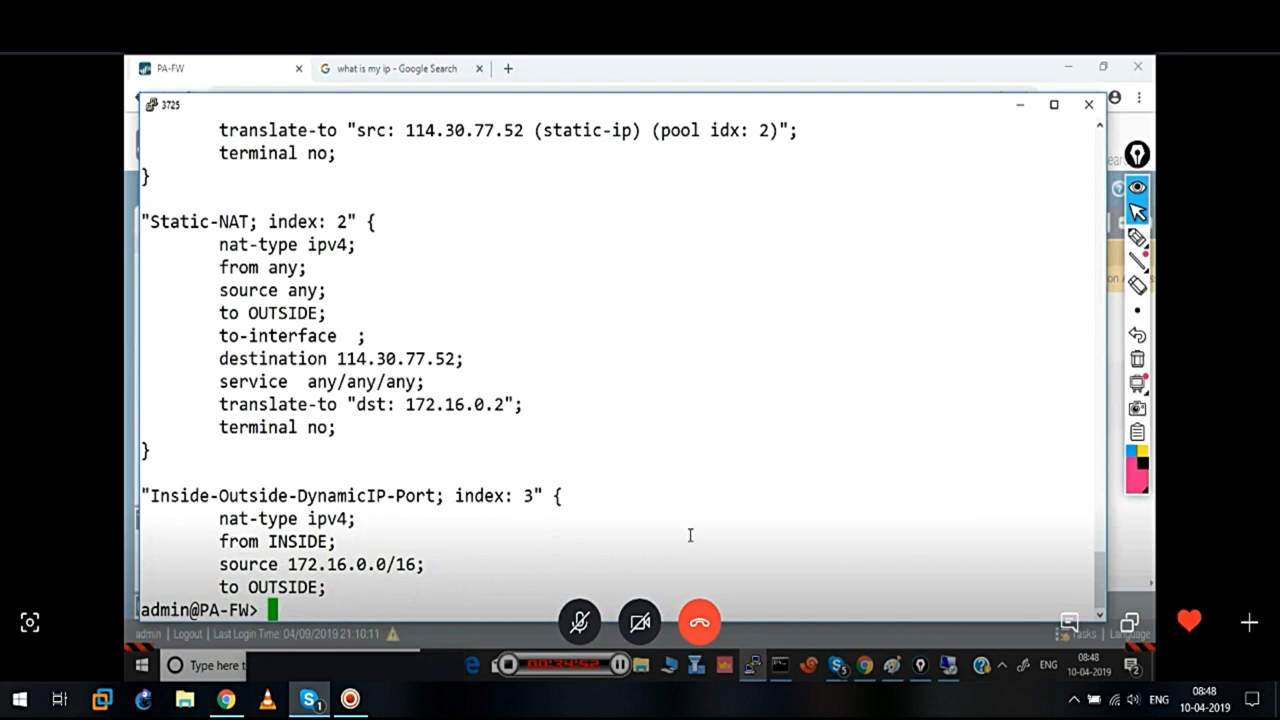 PA-FW
what is my ip - Google Search
3725
translate-to "src: 114.30.77.52 (static-ip) (pool idx: 2)";
terminal no;
}
"Static-NAT; index: 2" {
nat-type ipv4;
from any;
source any;
to OUTSIDE;
to-interface ;
destination 114.30.77.52;
service any/any/any;
translate-to "dst: 172.16.0.2";
terminal no;
}
"Inside-Outside-DynamicIP-Port; index: 3" {
nat-type ipv4;
from INSIDE;
source 172.16.0.0/16;
to OUTSIDE;
admin@PA-FW>
admin | Logout | Last Login Time: 04/09/2019 21:10:11
Tasks | Language
Type here t
ENG
08:48
10-04-2019
2
ENG
08:48
10-04-2019